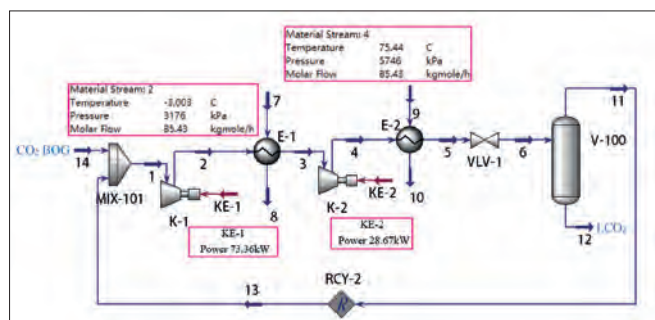 Material Stream: 4
Temperature 75.44 C
Pressure 5746 kPa
Molar Flow 85.43 kgmole/h
Material Stream: 2
Temperature -3.003 C
Pressure 3176 kPa
Molar Flow 85.43 kgmole/h
7
9
11
E-1
E-2
V-100
CO₂ BOG
14
1
2
3
4
5
VLV-1
6
MIX-101
K-1
KE-1
8
K-2
KE-2
10
12
LCO₂
KE-1
Power 73.36kW
KE-2
Power 28.67kW
13
RCY-2
R